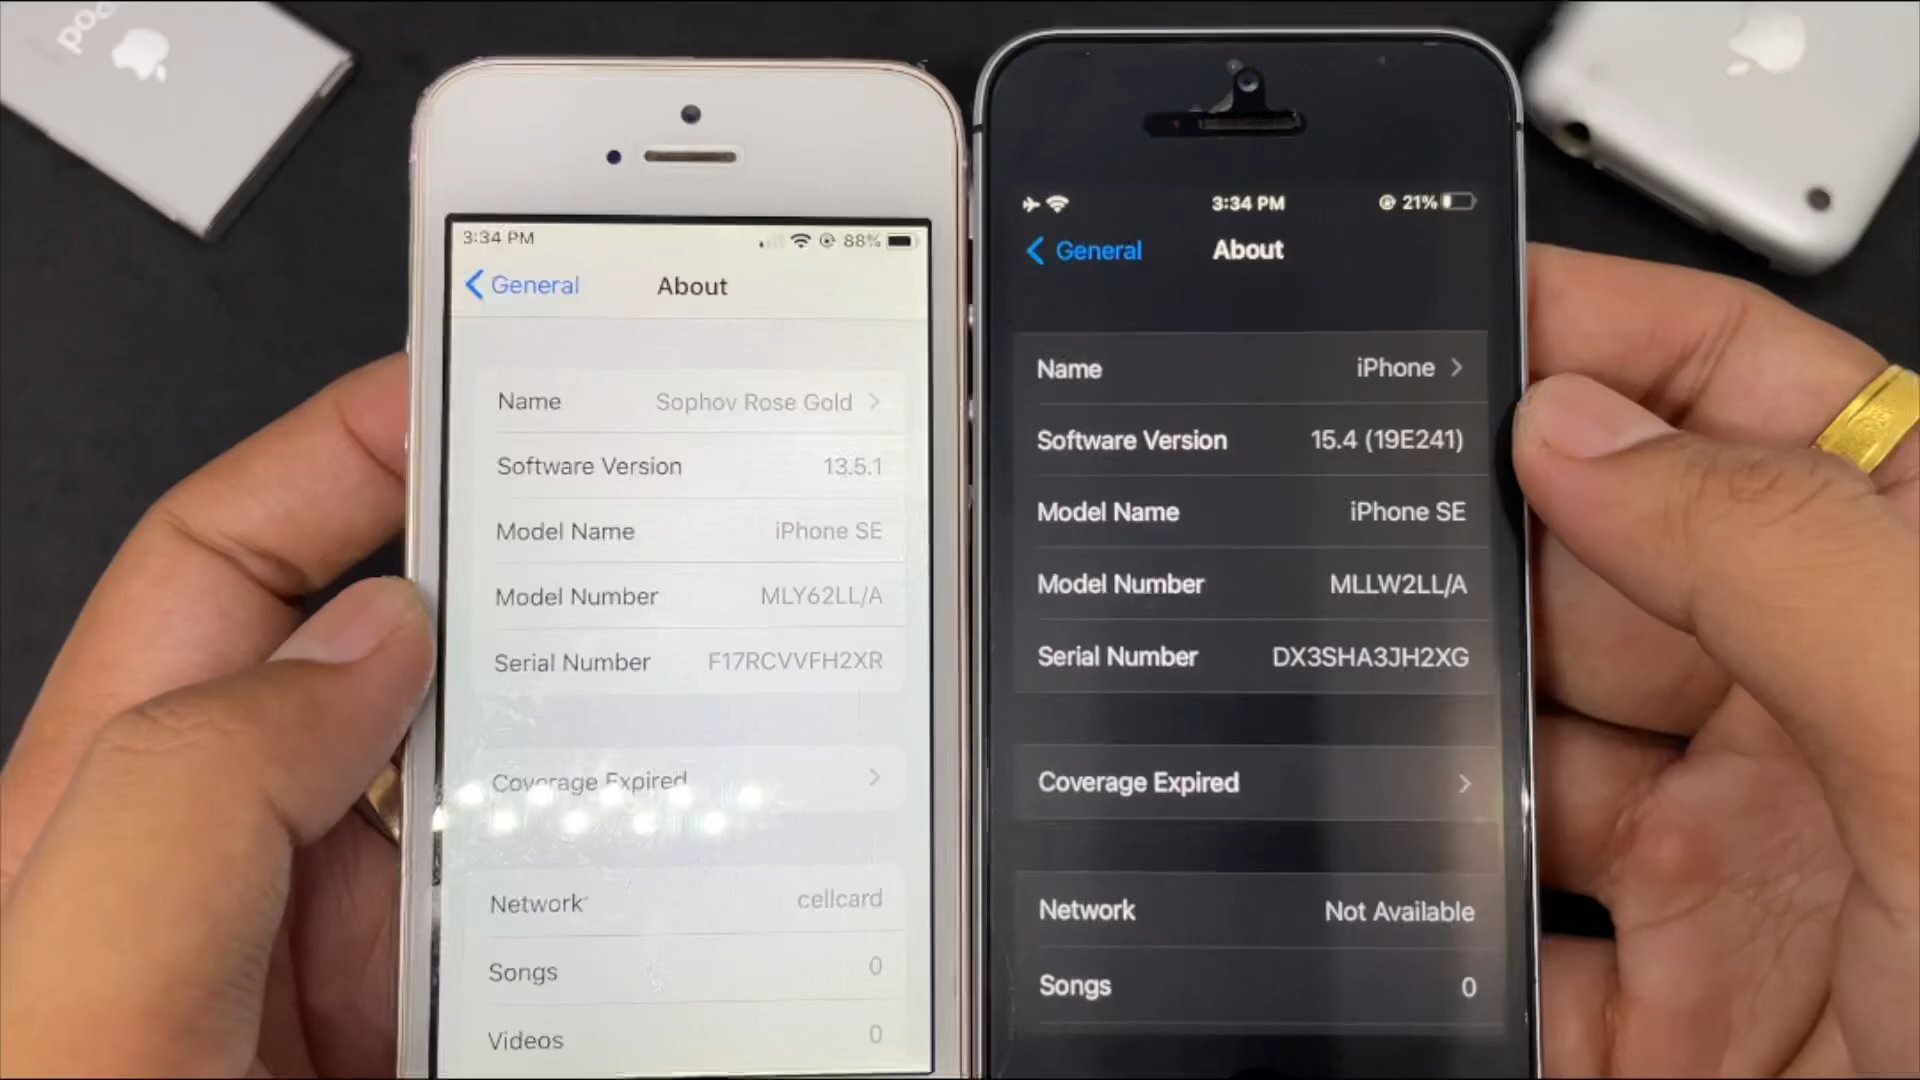 pod
3:34 PM 88%
General About
Name Sophov Rose Gold
Software Version 13.5.1
Model Name iPhone SE
Model Number MLY62LL/A
Serial Number F17RCVVFH2XR
Coverage Expired
Network cellcard
Songs 0
Videos 0
3:34 PM 21%
General About
Name iPhone
Software Version 15.4 (19E241)
Model Name iPhone SE
Model Number MLLW2LL/A
Serial Number DX3SHA3JH2XG
Coverage Expired
Network Not Available
Songs 0